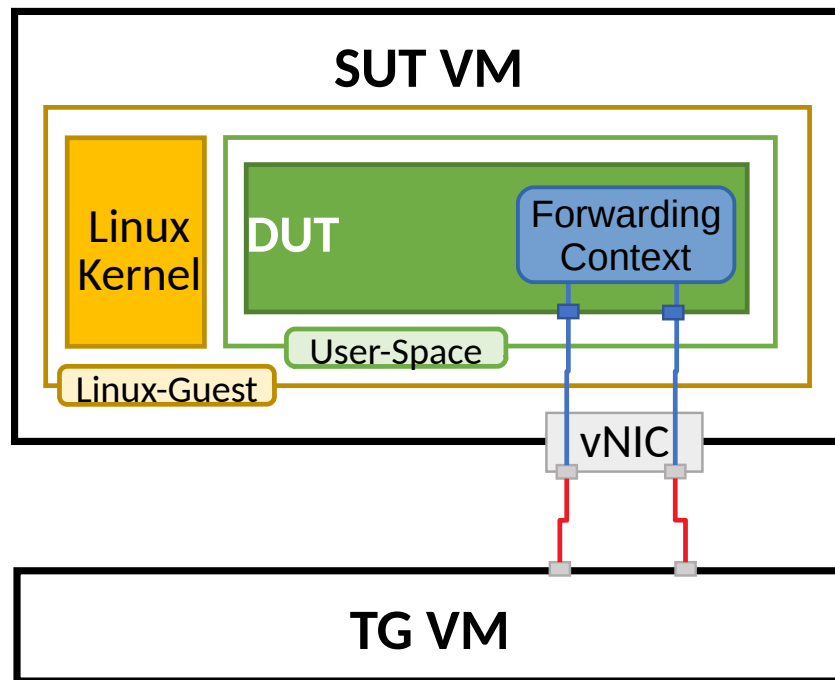 SUT VM
Linux
Kernel
DUT
Forwarding
Context
User-Space
Linux-Guest
vNIC
TG VM